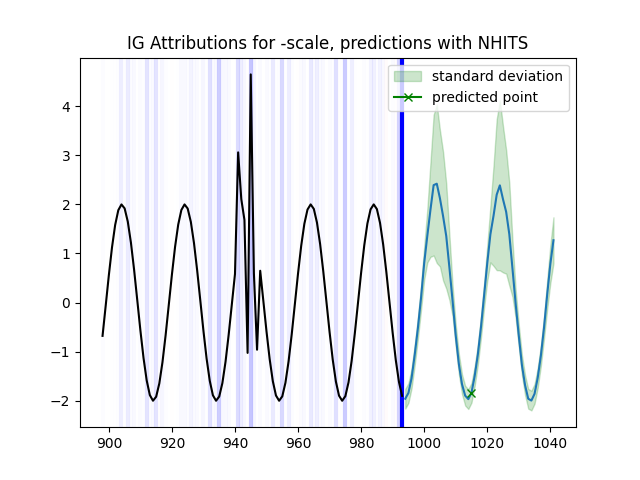 IG Attributions for -scale, predictions with NHITS
standard deviation
predicted point
4
3
2
1
0
−1
−2
900 920 940 960 980 1000 1020 1040